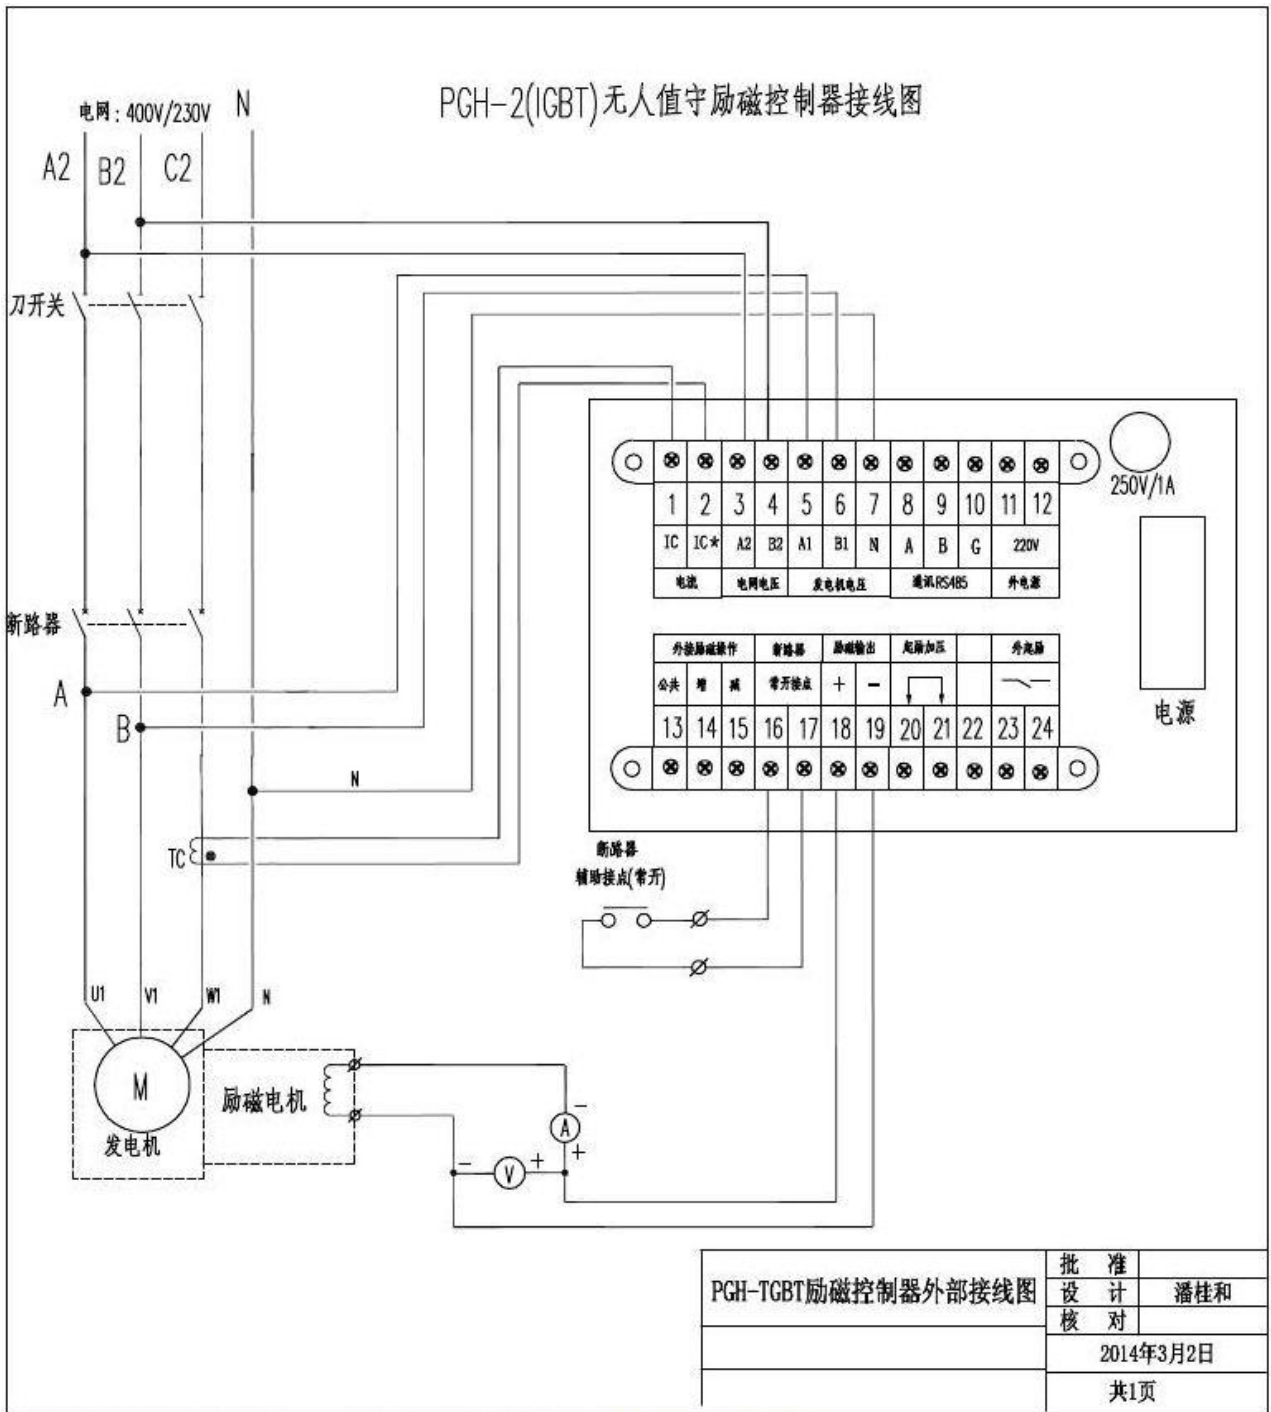 PGH-2(IGBT)无人值守励磁控制器接线图
电网：400V/230V N
A2 B2 C2
刀开关
250V/1A
1 2 3 4 5 6 7 8 9 10 11 12
IC IC* A2 B2 A1 B1 N A B G 220V
电流 电网电压 发电机电压 通讯RS485 外电源
断路器
外接励磁操作 断路器 励磁输出 起励加压 外起励
公共 增 减 常开接点 + −
13 14 15 16 17 18 19 20 21 22 23 24
电源
A
B
N
TC
断路器
辅助接点(常开)
U1 V1 W1 N
M
发电机
励磁电机
−
A
+
− V +
PGH-TGBT励磁控制器外部接线图
批 准
设 计 潘桂和
核 对
2014年3月2日
共1页